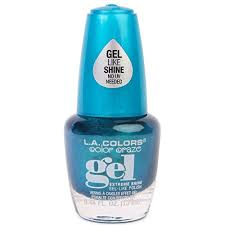 GEL
LIKE
SHINE
NO UV
NEEDED
L.A. COLORS
color craze
gel
EXTREME SHINE
GEL-LIKE POLISH